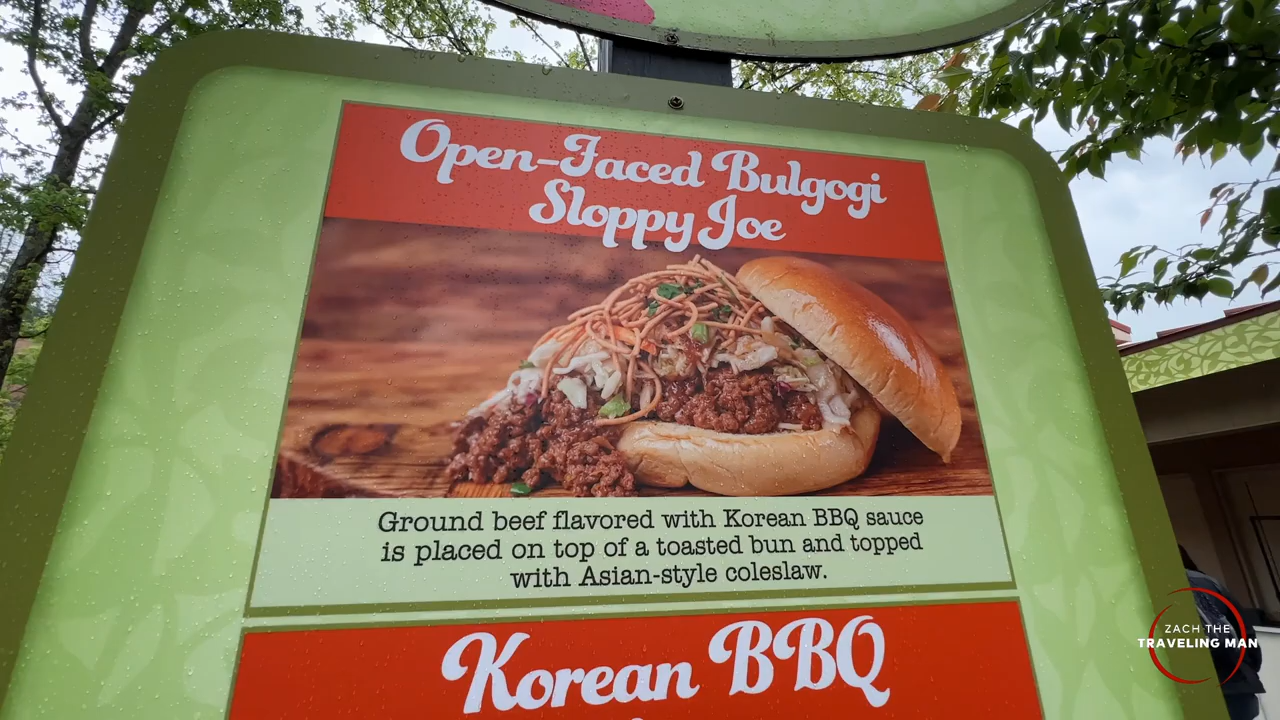 Open-Faced Bulgogi
Sloppy Joe
Ground beef flavored with Korean BBQ sauce
is placed on top of a toasted bun and topped
with Asian-style coleslaw.
Korean BBQ
ZACH THE
TRAVELING MAN